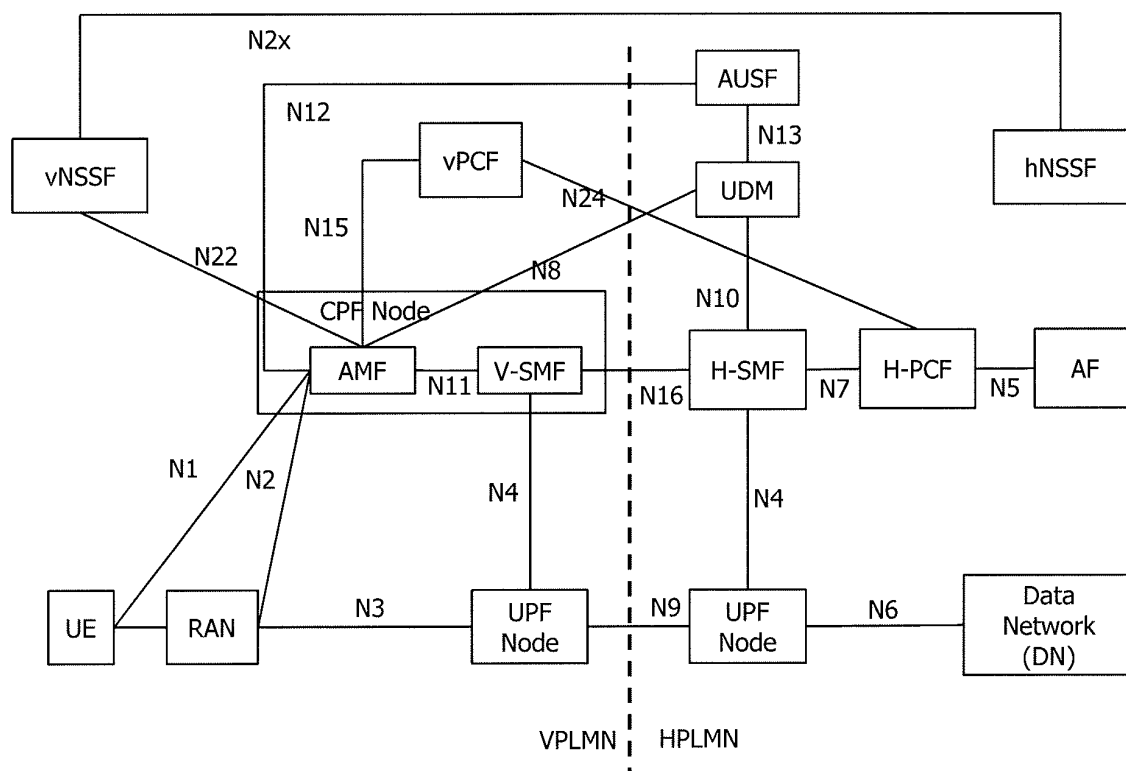 N2x
AUSF
N12
N13
vNSSF
vPCF
hNSSF
UDM
N24
N15
N22
N8
N10
CPF Node
AMF
N11
V-SMF
N16
H-SMF
N7
H-PCF
N5
AF
N1
N2
N4
N4
UE
RAN
N3
UPF
Node
N9
UPF
Node
N6
Data
Network
(DN)
VPLMN
HPLMN